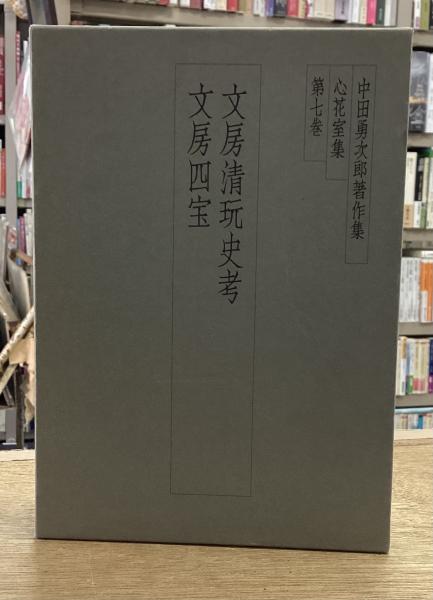 中田勇次郎著作集
心花室集
第七巻
文房清玩史考
文房四宝